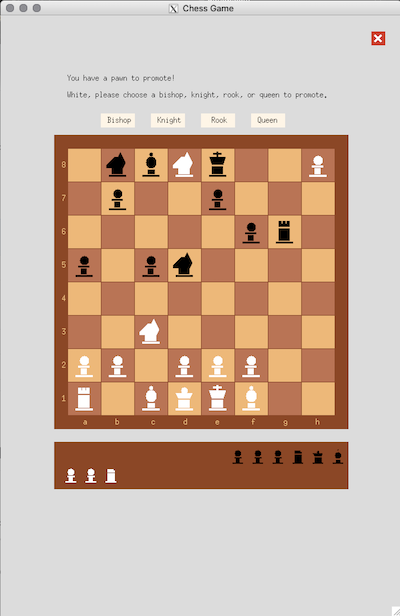 Chess Game
You have a pawn to promote!
White, please choose a bishop, knight, rook, or queen to promote.
Bishop Knight Rook Queen
8
7
6
5
4
3
2
1
a b c d e f g h